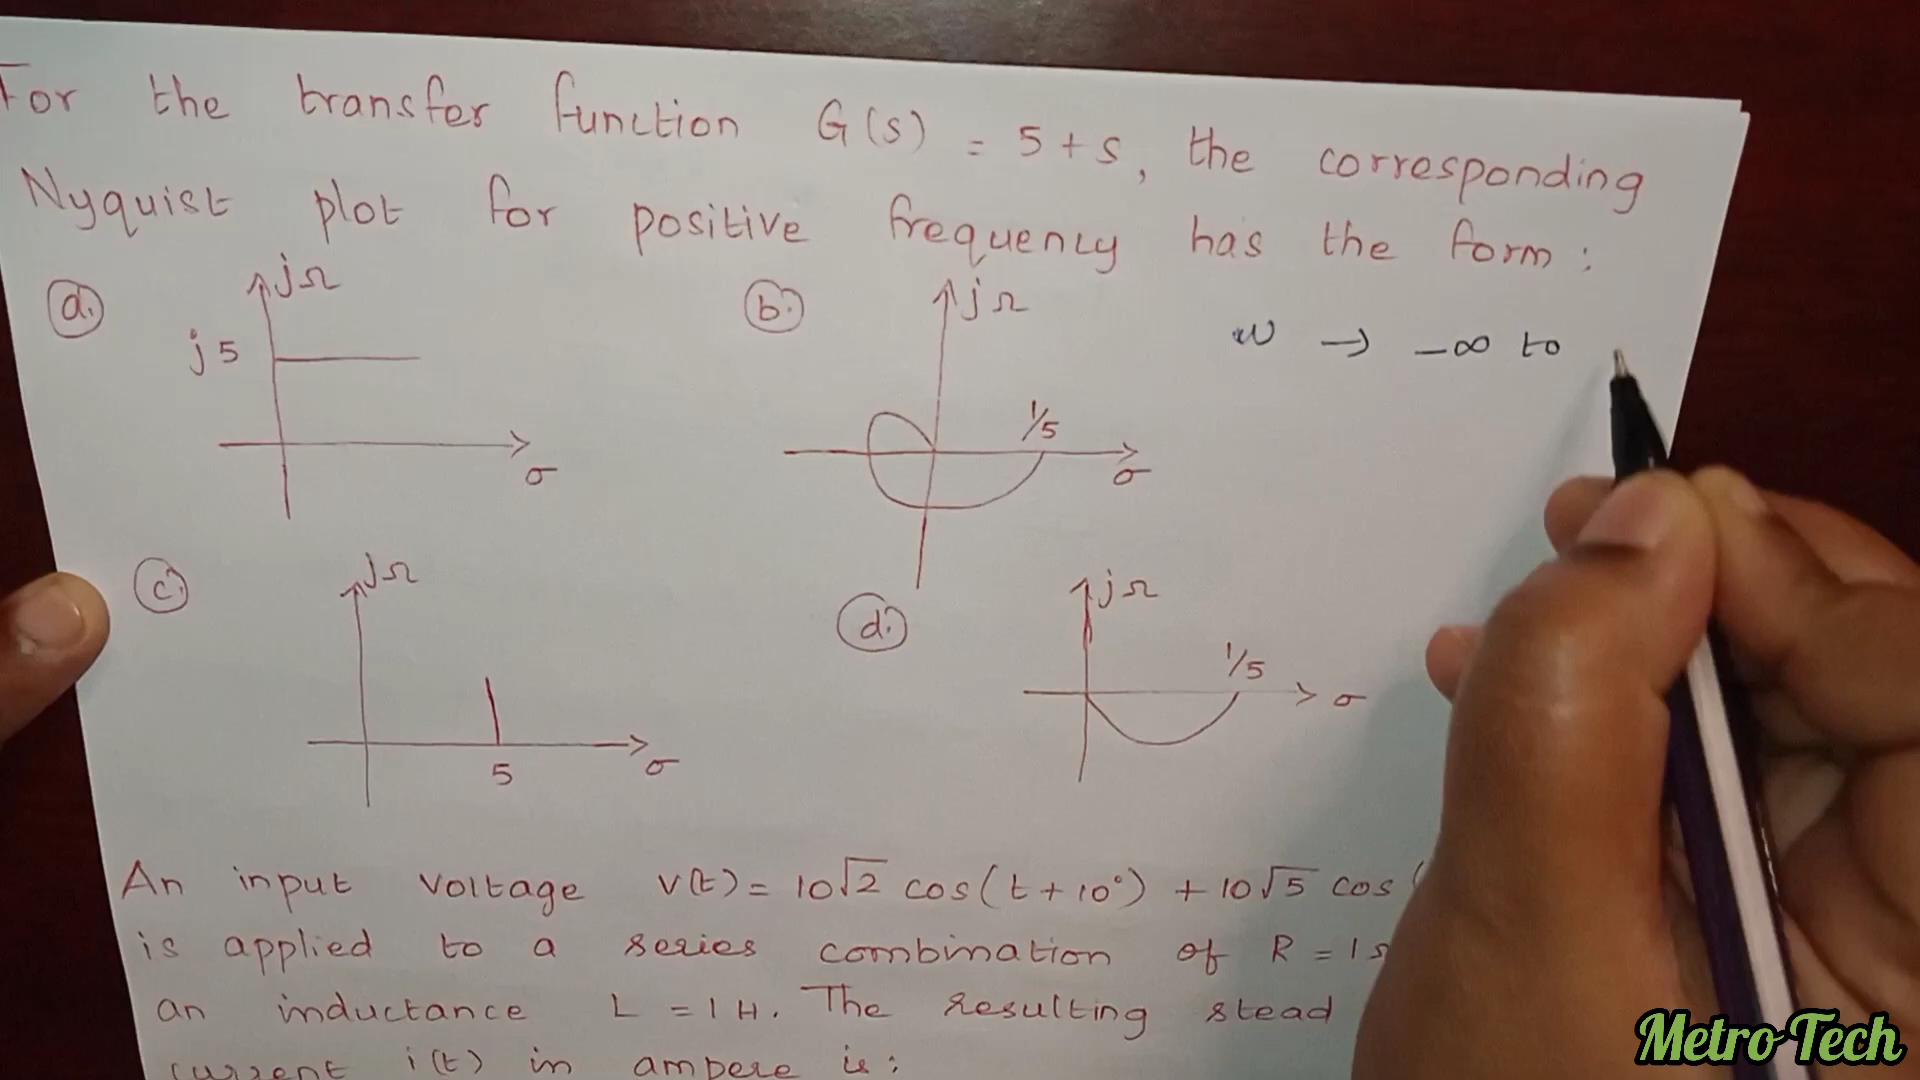 For the transfer function G(s) = 5+s, the corresponding
Nyquist plot for positive frequency has the form:
a. jΩ
j5
σ
b. jΩ
1/5
σ
ω → -∞ to
c. jΩ
5
σ
d. jΩ
1/5
σ
An input voltage v(t) = 10√2 cos(t+10°) + 10√5 cos(
is applied to a series combination of R = 1
an inductance L = 1H. The resulting stead
current i(t) in ampere is:
Metro Tech